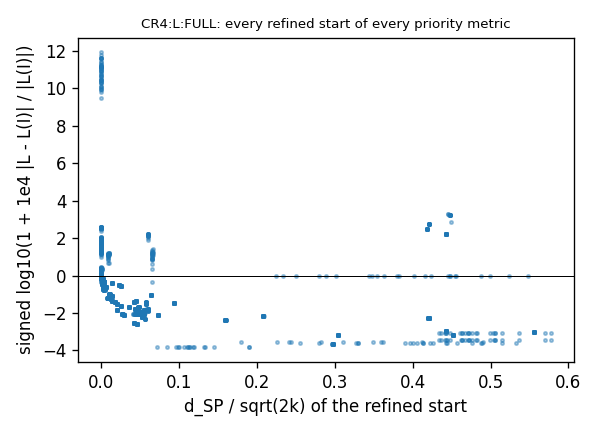 CR4:L:FULL: every refined start of every priority metric
signed log10(1 + 1e4 |L - L(I)| / |L(I)|)
12
10
8
6
4
2
0
−2
−4
0.0 0.1 0.2 0.3 0.4 0.5 0.6
d_SP / sqrt(2k) of the refined start